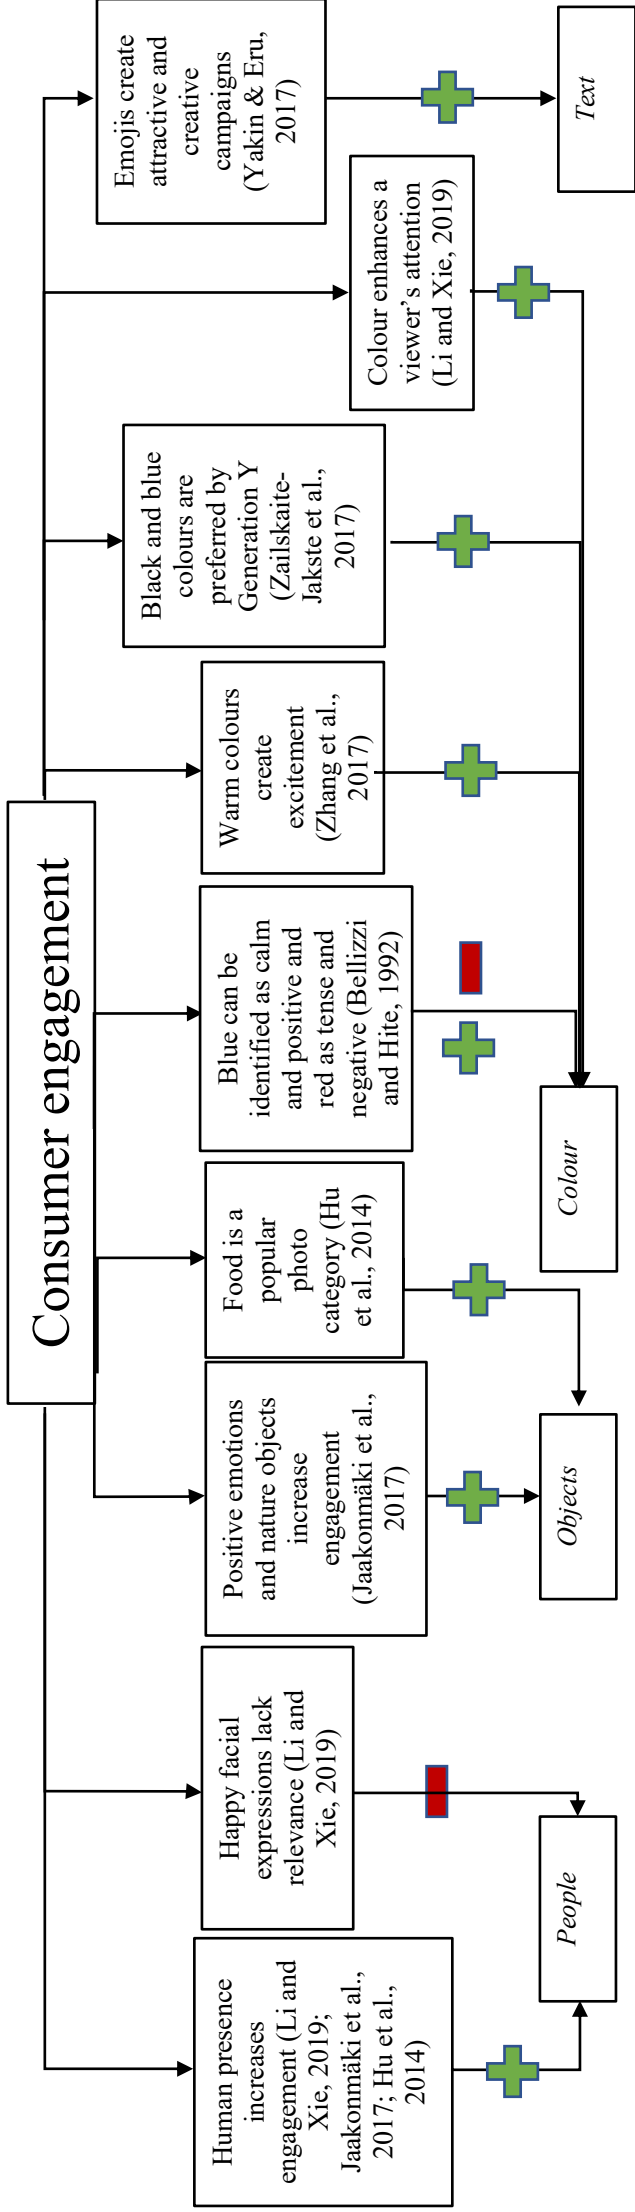 Consumer engagement
Human presence
increases
engagement (Li and
Xie, 2019;
Jaakonmäki et al.,
2017; Hu et al.,
2014)
Happy facial
expressions lack
relevance (Li and
Xie, 2019)
Positive emotions
and nature objects
increase
engagement
(Jaakonmäki et al.,
2017)
Food is a
popular
photo
category (Hu
et al., 2014)
Blue can be
identified as calm
and positive and
red as tense and
negative (Bellizzi
and Hite, 1992)
Warm colours
create
excitement
(Zhang et al.,
2017)
Black and blue
colours are
preferred by
Generation Y
(Zailskaite-
Jakste et al.,
2017)
Colour enhances a
viewer’s attention
(Li and Xie, 2019)
Emojis create
attractive and
creative
campaigns
(Yakin & Eru,
2017)
People
Objects
Colour
Text